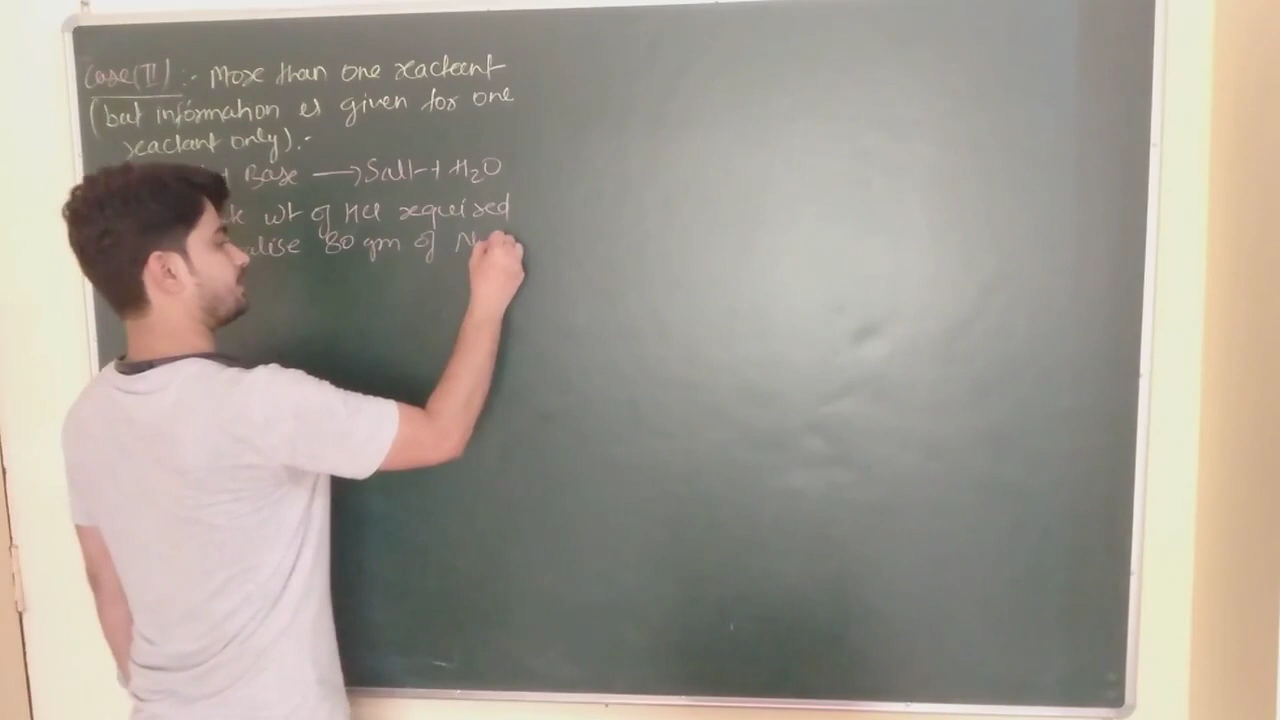 Case(II) :- More than one reacteent
(but information is given for one
reactant only).-
Base → Salt + H₂O
wt of HCl required
80 gm of